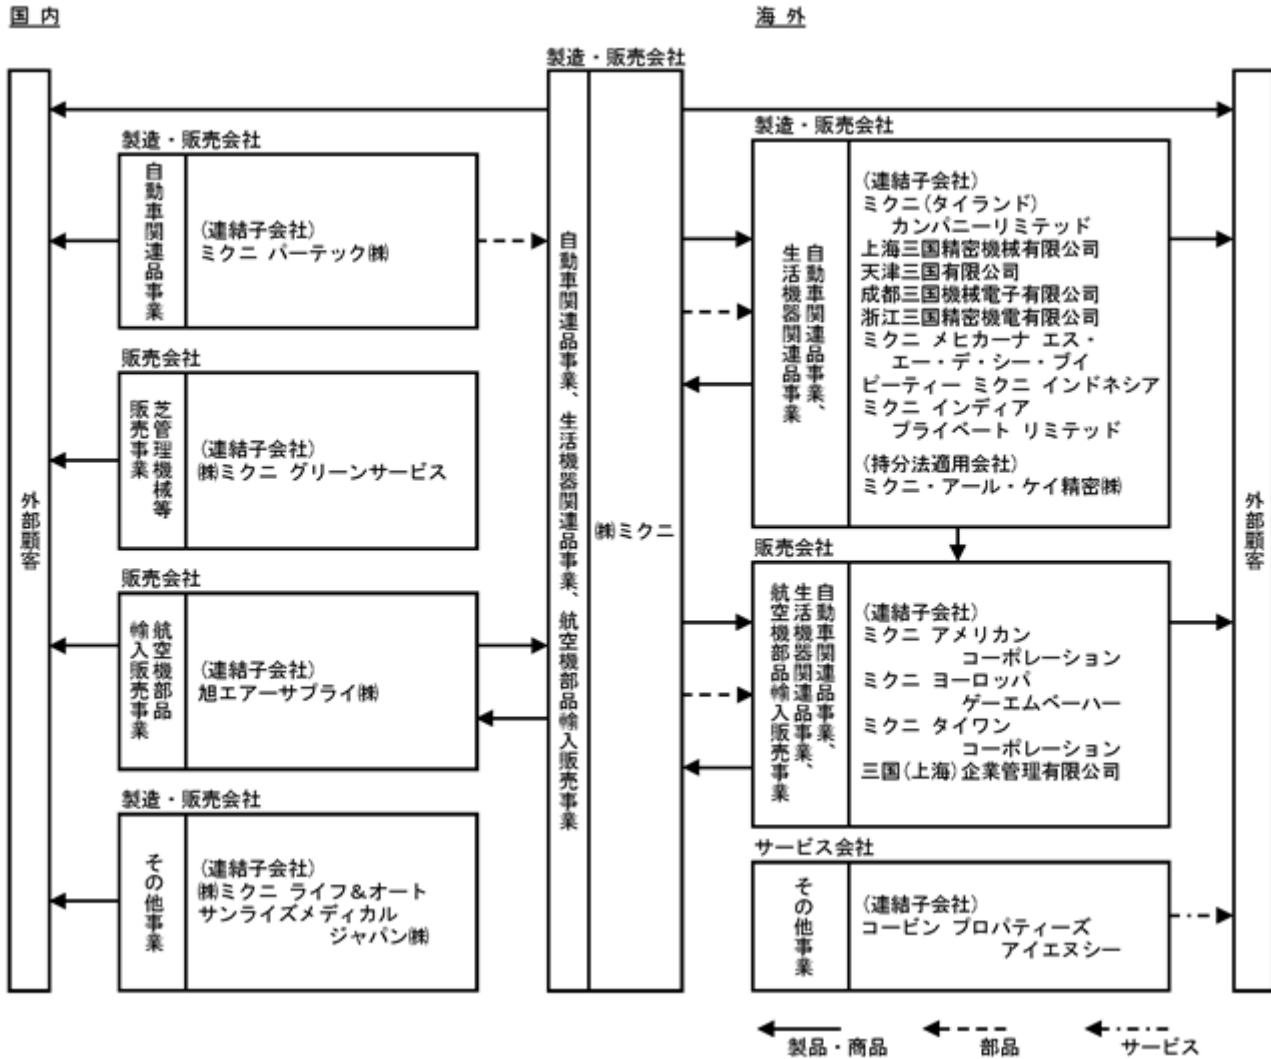 国 内
外部顧客
製造・販売会社
自動車関連品事業
(連結子会社)
ミクニ パーテック㈱
販売会社
芝管理機械等
販売事業
(連結子会社)
㈱ミクニ グリーンサービス
販売会社
航空機部品
輸入販売事業
(連結子会社)
旭エアーサプライ㈱
製造・販売会社
その他事業
(連結子会社)
㈱ミクニ ライフ&オート
サンライズメディカル
ジャパン㈱
製造・販売会社
自動車関連品事業、生活機器関連品事業、航空機部品輸入販売事業
㈱ミクニ
海 外
製造・販売会社
自動車関連品事業、
生活機器関連品事業
(連結子会社)
ミクニ(タイランド)
カンパニーリミテッド
上海三国精密機械有限公司
天津三国有限公司
成都三国機械電子有限公司
浙江三国精密機電有限公司
ミクニ メヒカーナ エス・
エー・デ・シー・ブイ
ピーティー ミクニ インドネシア
ミクニ インディア
プライベート リミテッド
(持分法適用会社)
ミクニ・アール・ケイ精密㈱
販売会社
自動車関連品事業、
生活機器関連品事業、
航空機部品輸入販売事業
(連結子会社)
ミクニ アメリカン
コーポレーション
ミクニ ヨーロッパ
ゲーエムベーハー
ミクニ タイワン
コーポレーション
三国(上海)企業管理有限公司
サービス会社
その他事業
(連結子会社)
コービン プロパティーズ
アイエヌシー
外部顧客
製品・商品
部品
サービス